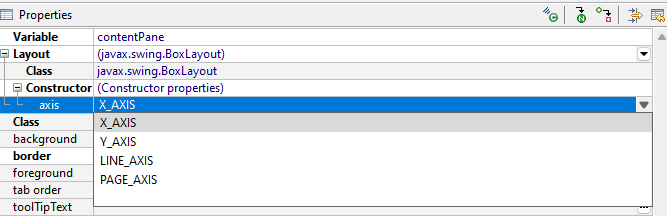 Properties
Variable contentPane
Layout (javax.swing.BoxLayout)
Class javax.swing.BoxLayout
Constructor (Constructor properties)
axis X_AXIS
Class X_AXIS
background Y_AXIS
border LINE_AXIS
foreground PAGE_AXIS
tab order
toolTipText ...